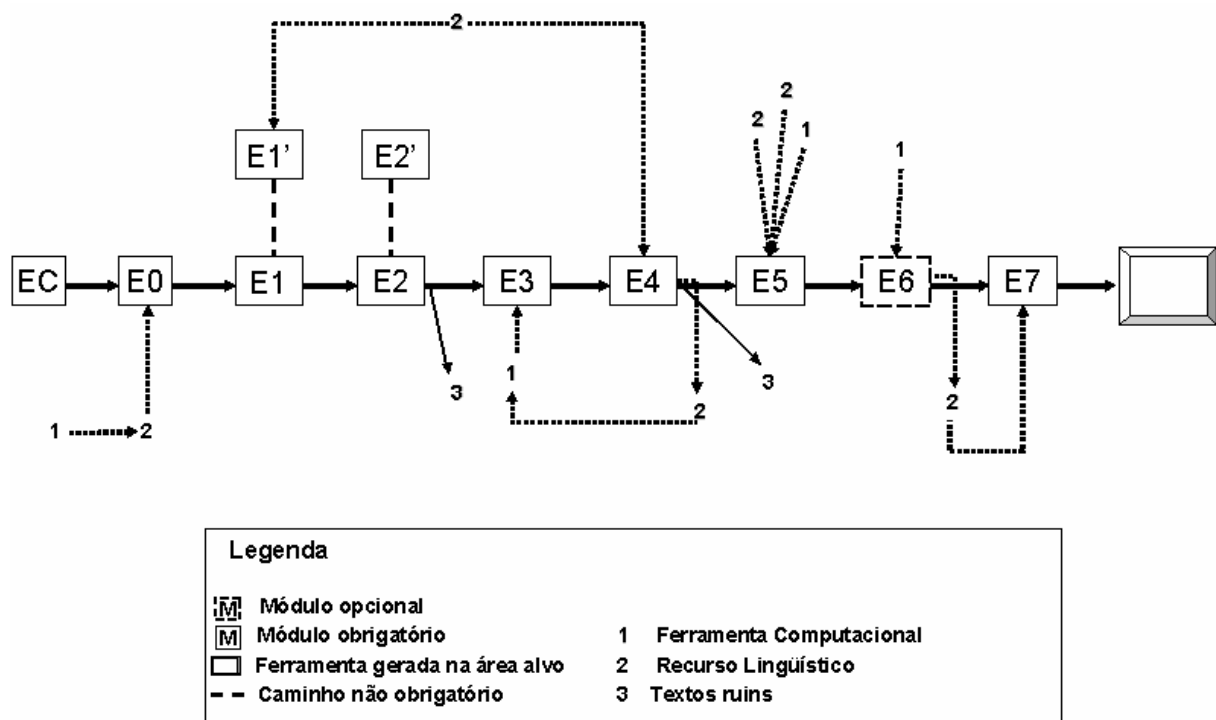 2
2
2
1
1
E1’
E2’
EC
E0
E1
E2
E3
E4
E5
E6
E7
3
1
3
2
2
1
2
Legenda
M Módulo opcional
M Módulo obrigatório
1 Ferramenta Computacional
Ferramenta gerada na área alvo
2 Recurso Lingüístico
Caminho não obrigatório
3 Textos ruins